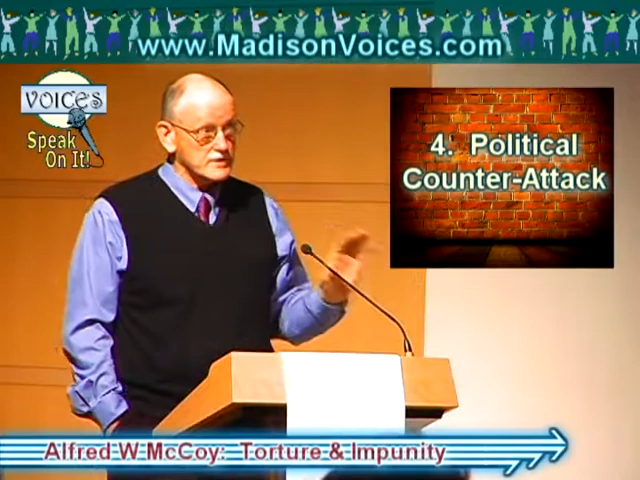 www.MadisonVoices.com
VOICES
Speak
On It!
4. Political
Counter-Attack
Alfred W McCoy: Torture & Impunity